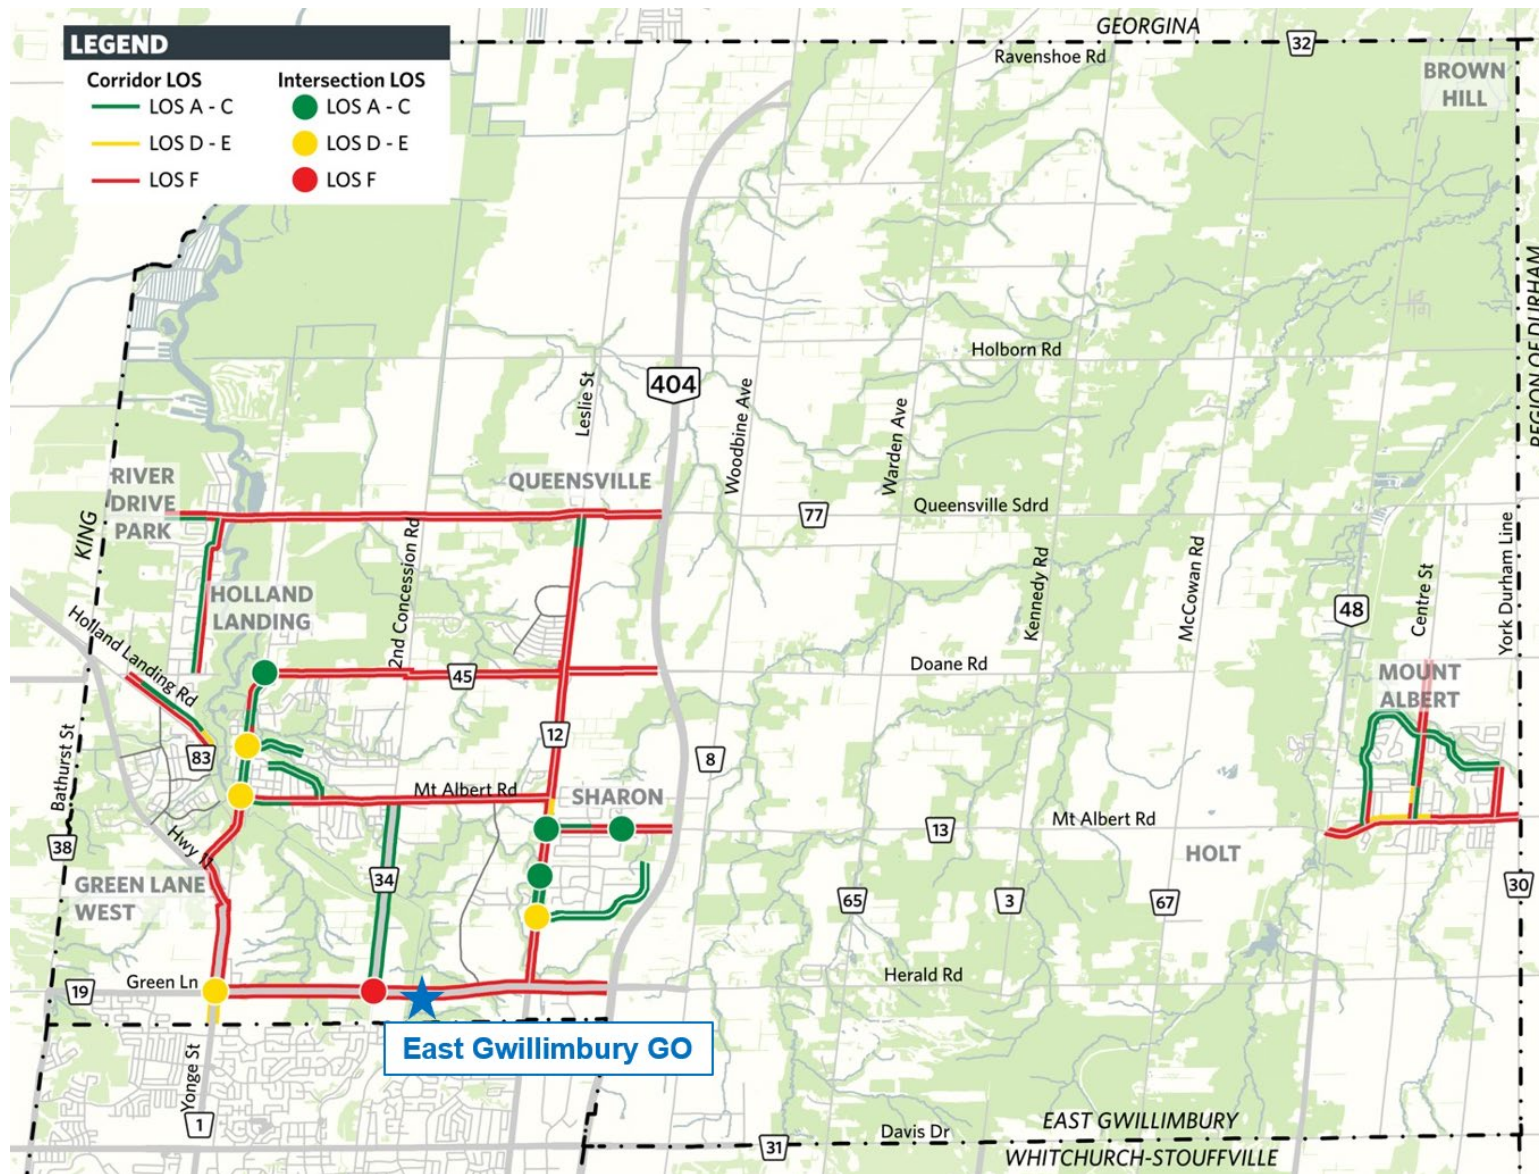 LEGEND
Corridor LOS
LOS A - C
LOS D - E
LOS F
Intersection LOS
LOS A - C
LOS D - E
LOS F
GEORGINA
32
Ravenshoe Rd
BROWN
HILL
REGION OF DURHAM
Holborn Rd
404
Leslie St
Woodbine Ave
Warden Ave
RIVER
DRIVE
PARK
QUEENSVILLE
KING
2nd Concession Rd
77
Queensville Sdrd
York Durham Line
HOLLAND
LANDING
Kennedy Rd
McCowan Rd
48
Centre St
Holland Landing Rd
45
Doane Rd
MOUNT
ALBERT
Bathurst St
83
12
8
Mt Albert Rd
SHARON
13
Mt Albert Rd
38
Hwy 11
HOLT
GREEN LANE
WEST
34
65
3
67
30
19
Green Ln
Herald Rd
East Gwillimbury GO
Yonge St
1
31
Davis Dr
EAST GWILLIMBURY
WHITCHURCH-STOUFFVILLE